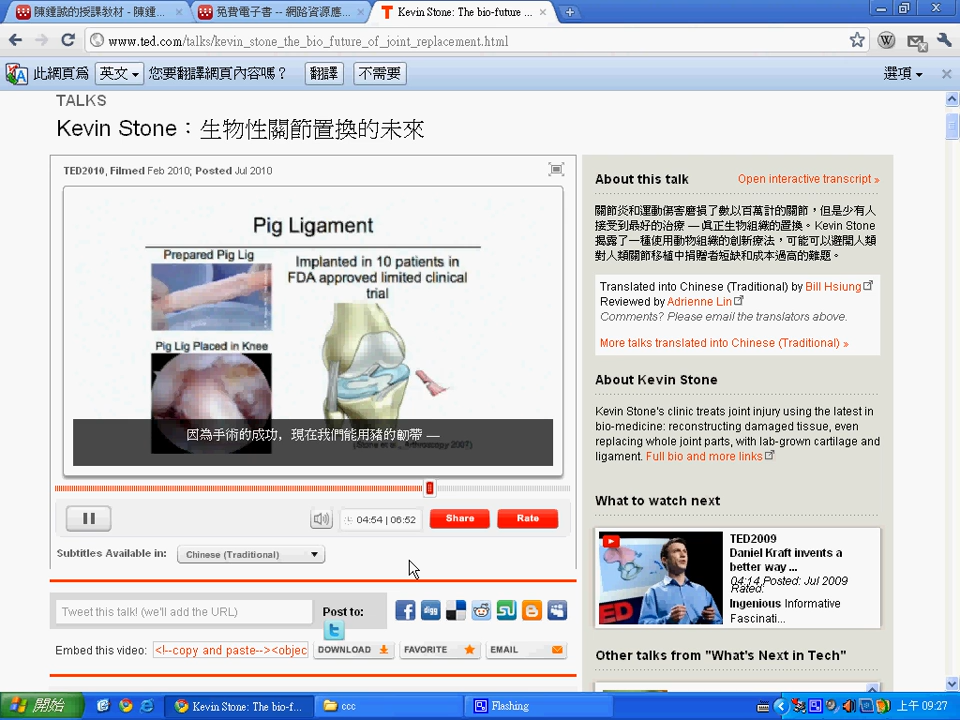 陳鍾誠的授課教材 - 陳鍾...
免費電子書 -- 網路資源應...
Kevin Stone: The bio-future ...
www.ted.com/talks/kevin_stone_the_bio_future_of_joint_replacement.html
此網頁為 英文 您要翻譯網頁內容嗎？ 翻譯 不需要 選項
TALKS
Kevin Stone：生物性關節置換的未來
TED2010, Filmed Feb 2010; Posted Jul 2010
Pig Ligament
Prepared Pig Lig
Implanted in 10 patients in
FDA approved limited clinical
trial
Pig Lig Placed in Knee
因為手術的成功，現在我們能用豬的韌帶 —
04:54 | 06:52
Share
Rate
Subtitles Available in:
Chinese (Traditional)
Tweet this talk! (we'll add the URL)
Post to:
Embed this video:
<!--copy and paste--><objec
DOWNLOAD
FAVORITE
EMAIL
About this talk
Open interactive transcript »
關節炎和運動傷害磨損了數以百萬計的關節，但是少有人
接受到最好的治療 — 真正生物組織的置換。Kevin Stone
揭露了一種使用動物組織的創新療法，可能可以避開人類
對人類關節移植中捐贈者短缺和成本過高的難題。
Translated into Chinese (Traditional) by Bill Hsiung
Reviewed by Adrienne Lin
Comments? Please email the translators above.
More talks translated into Chinese (Traditional) »
About Kevin Stone
Kevin Stone's clinic treats joint injury using the latest in
bio-medicine: reconstructing damaged tissue, even
replacing whole joint parts, with lab-grown cartilage and
ligament. Full bio and more links
What to watch next
TED2009
Daniel Kraft invents a
better way ...
04:14 Posted: Jul 2009
Rated:
Ingenious Informative
Fascinati...
TED
Other talks from "What's Next in Tech"
開始
Kevin Stone: The bio-f...
ccc
Flashing
上午 09:27